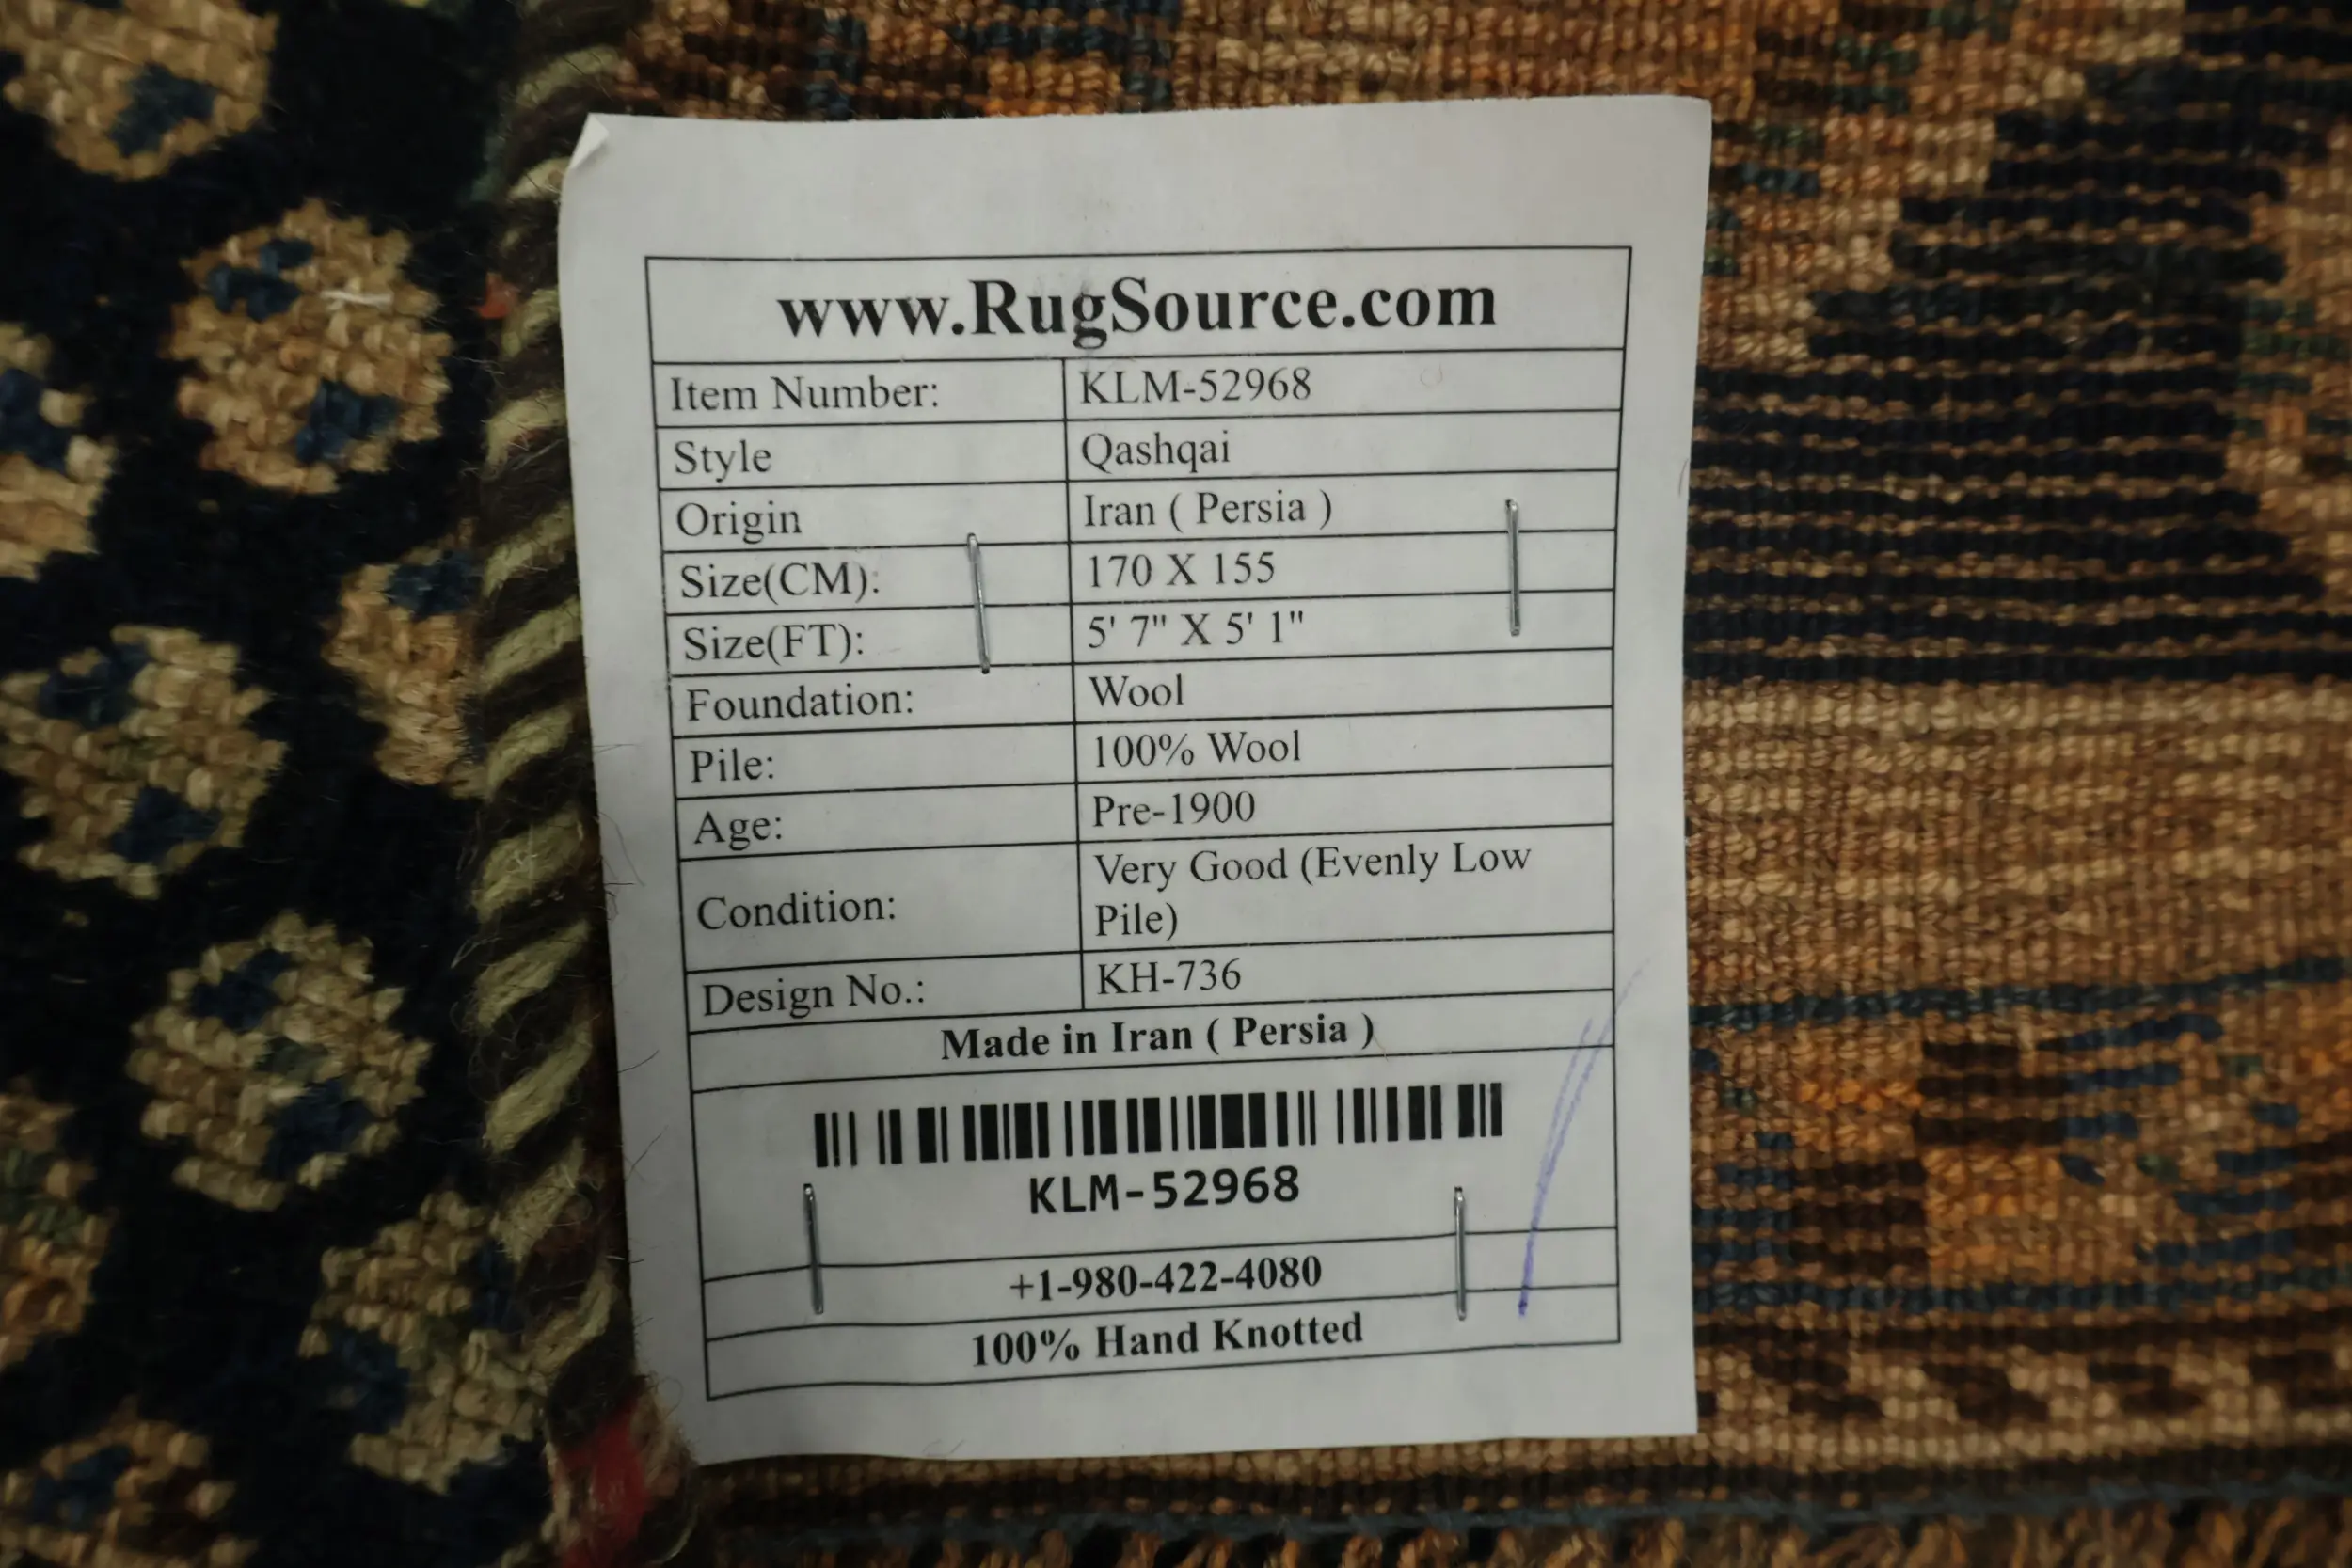 www.RugSource.com
Item Number: KLM-52968
Style Qashqai
Origin Iran ( Persia )
Size(CM): 170 X 155
Size(FT): 5' 7" X 5' 1"
Foundation: Wool
Pile: 100% Wool
Age: Pre-1900
Condition: Very Good (Evenly Low
Pile)
Design No.: KH-736
Made in Iran ( Persia )
KLM-52968
+1-980-422-4080
100% Hand Knotted